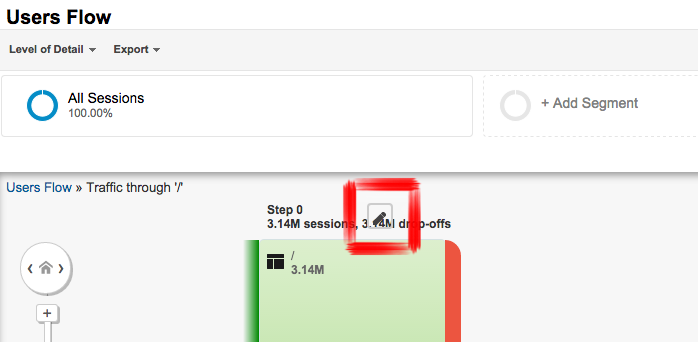 Users Flow
Level of Detail Export
All Sessions
100.00%
+ Add Segment
Users Flow » Traffic through '/'
Step 0
3.14M sessions, 3.14M drop-offs
/
3.14M
+